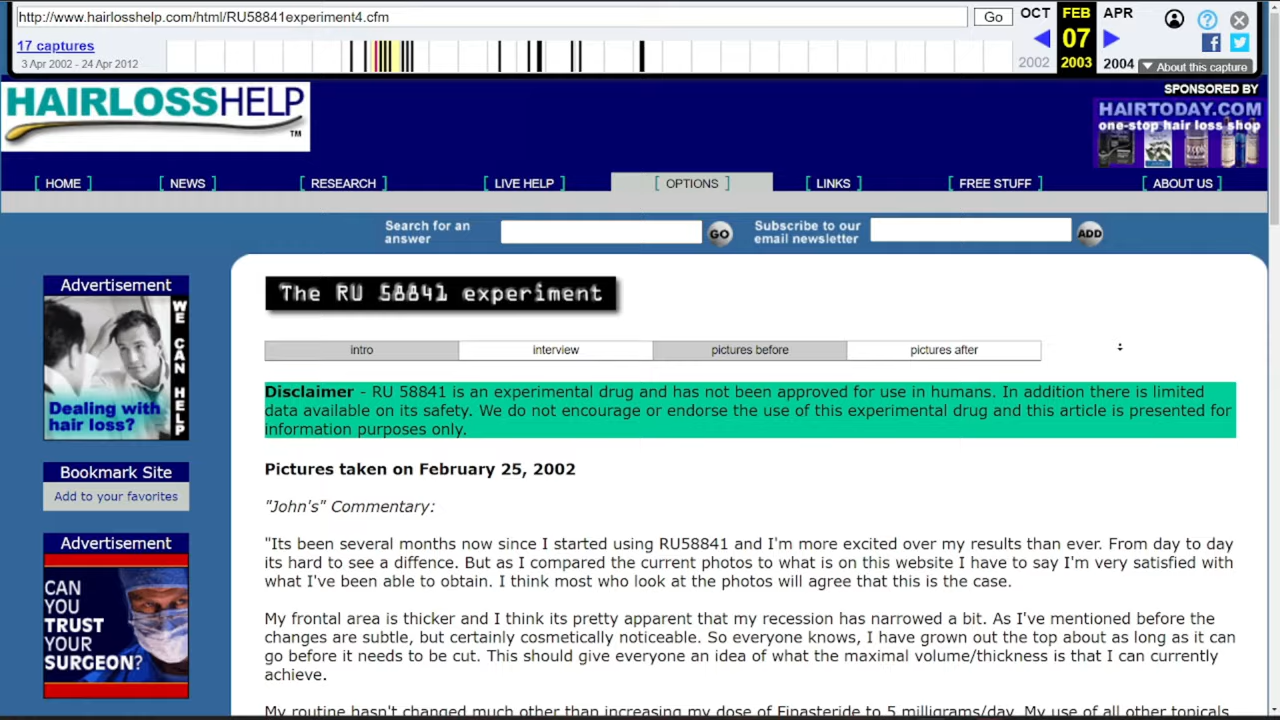 http://www.hairlosshelp.com/html/RU58841experiment4.cfm
Go
OCT FEB APR
17 captures
07
3 Apr 2002 - 24 Apr 2012
2002 2003 2004
About this capture
HAIRLOSSHELP
TM
SPONSORED BY
HAIRTODAY.COM
one-stop hair loss shop
[ HOME ] [ NEWS ] [ RESEARCH ] [ LIVE HELP ] [ OPTIONS ] [ LINKS ] [ FREE STUFF ] [ ABOUT US ]
Search for an
answer
GO
Subscribe to our
email newsletter
ADD
Advertisement
WE CAN HELP
Dealing with
hair loss?
Bookmark Site
Add to your favorites
Advertisement
CAN
YOU
TRUST
YOUR
SURGEON?
The RU 58841 experiment
intro interview pictures before pictures after
Disclaimer - RU 58841 is an experimental drug and has not been approved for use in humans. In addition there is limited
data available on its safety. We do not encourage or endorse the use of this experimental drug and this article is presented for
information purposes only.
Pictures taken on February 25, 2002
"John's" Commentary:
"Its been several months now since I started using RU58841 and I'm more excited over my results than ever. From day to day
its hard to see a diffence. But as I compared the current photos to what is on this website I have to say I'm very satisfied with
what I've been able to obtain. I think most who look at the photos will agree that this is the case.
My frontal area is thicker and I think its pretty apparent that my recession has narrowed a bit. As I've mentioned before the
changes are subtle, but certainly cosmetically noticeable. So everyone knows, I have grown out the top about as long as it can
go before it needs to be cut. This should give everyone an idea of what the maximal volume/thickness is that I can currently
achieve.
My routine hasn't changed much other than increasing my dose of Finasteride to 5 milligrams/day. My use of all other topicals